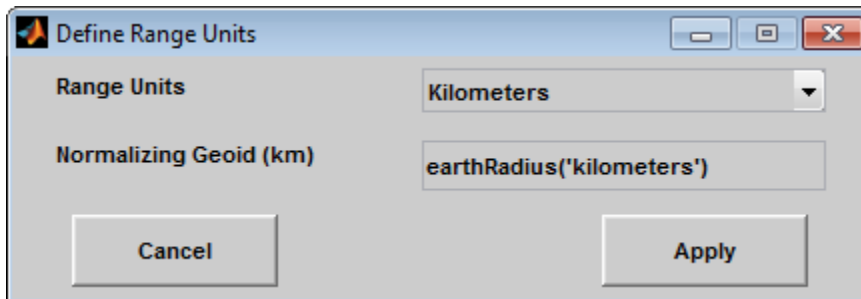 Define Range Units
Range Units
Kilometers
Normalizing Geoid (km)
earthRadius('kilometers')
Cancel
Apply